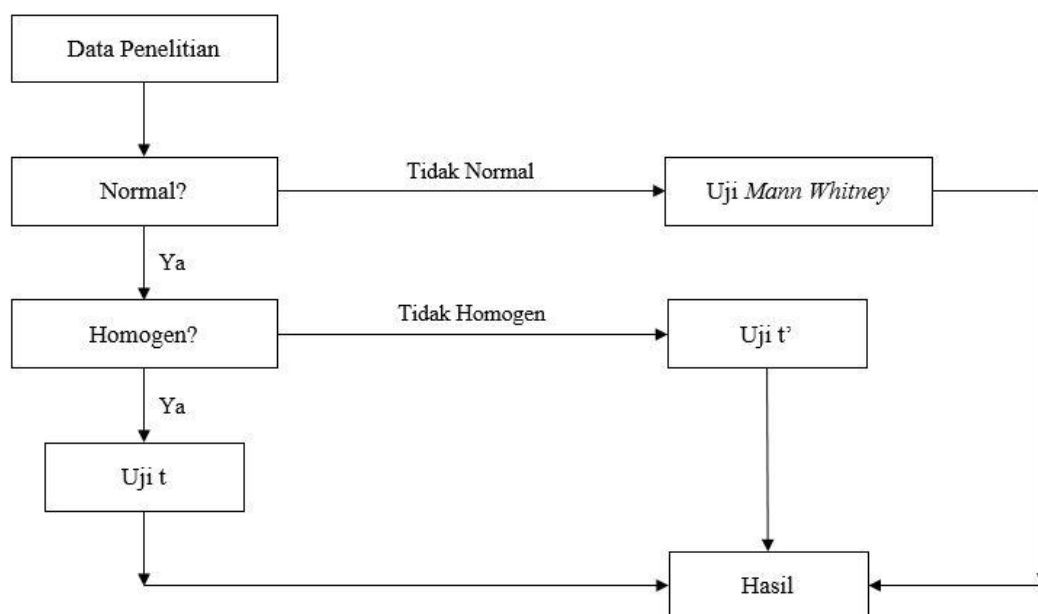 Data Penelitian
Normal?
Tidak Normal
Uji Mann Whitney
Ya
Homogen?
Tidak Homogen
Uji t’
Ya
Uji t
Hasil